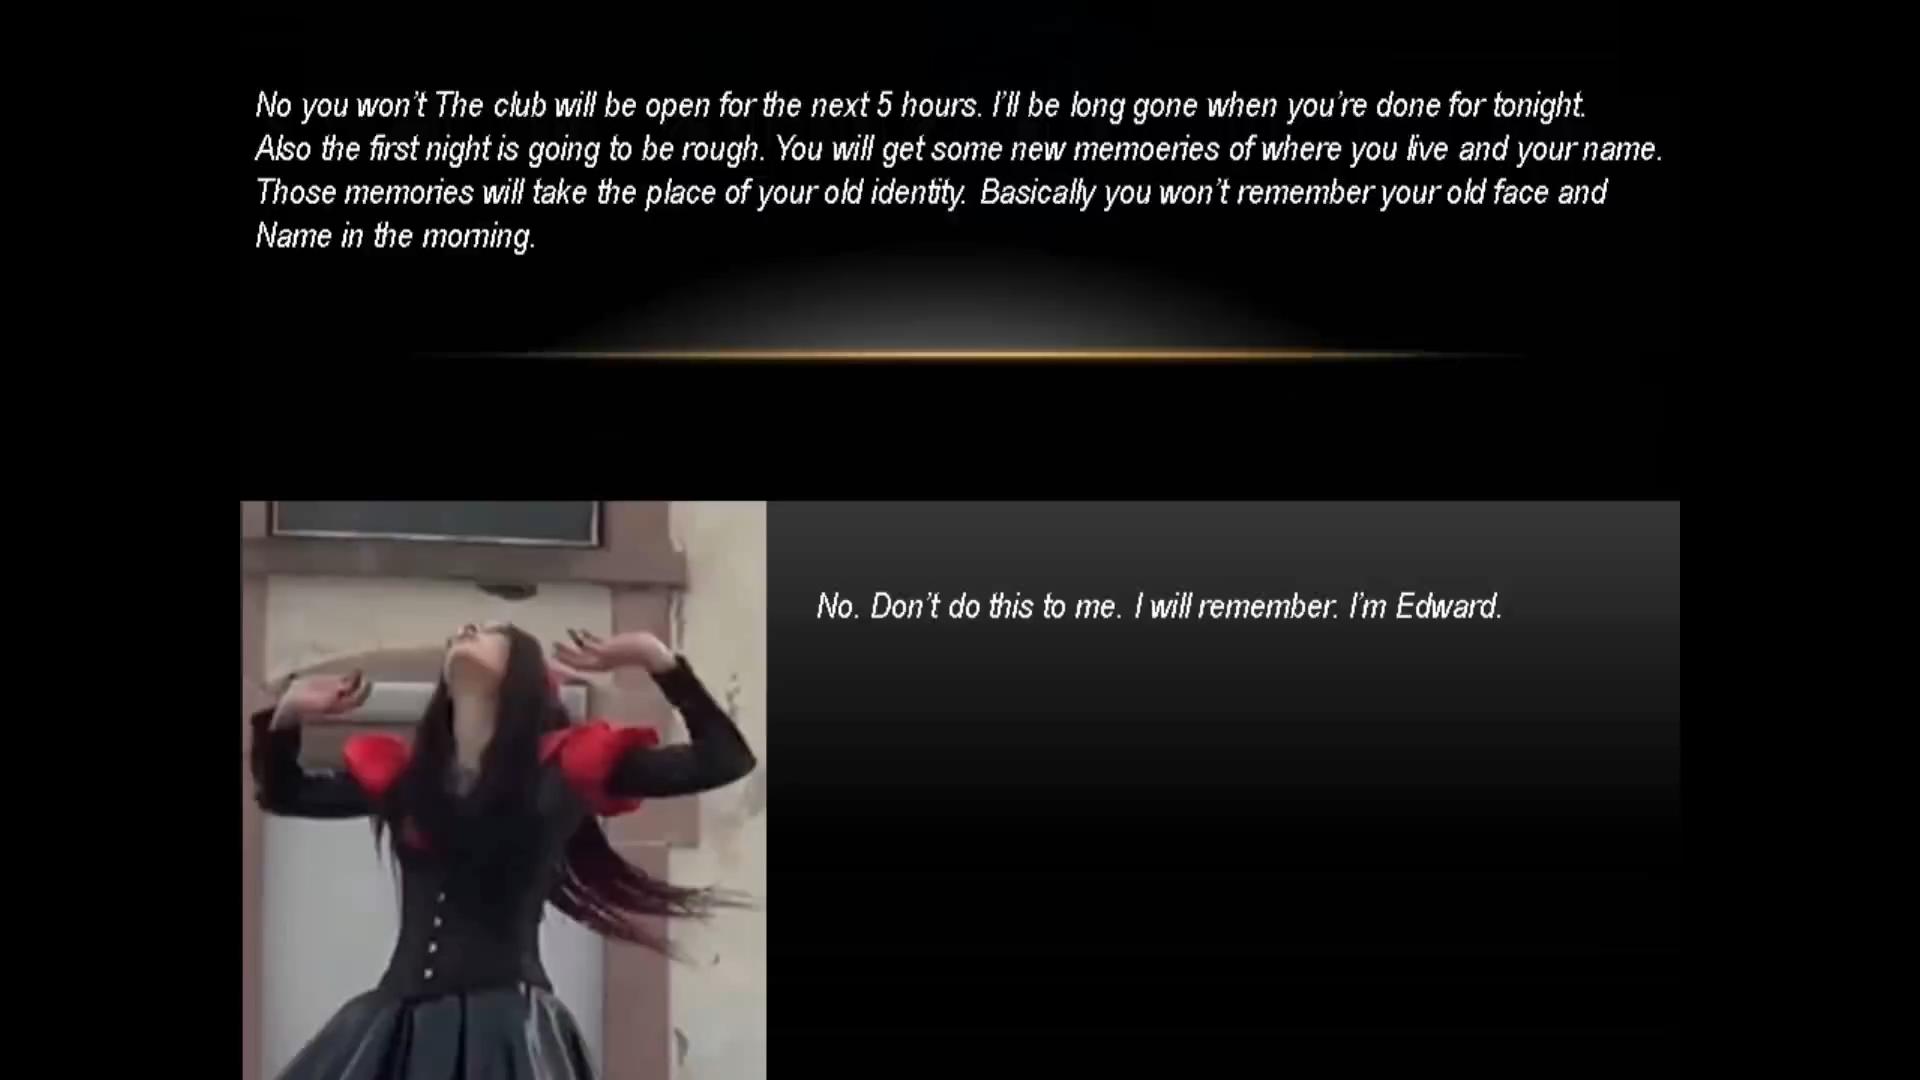 No you won't The club will be open for the next 5 hours. I'll be long gone when you're done for tonight.
Also the first night is going to be rough. You will get some new memoeries of where you live and your name.
Those memories will take the place of your old identity. Basically you won't remember your old face and
Name in the morning.
No. Don't do this to me. I will remember. I'm Edward.